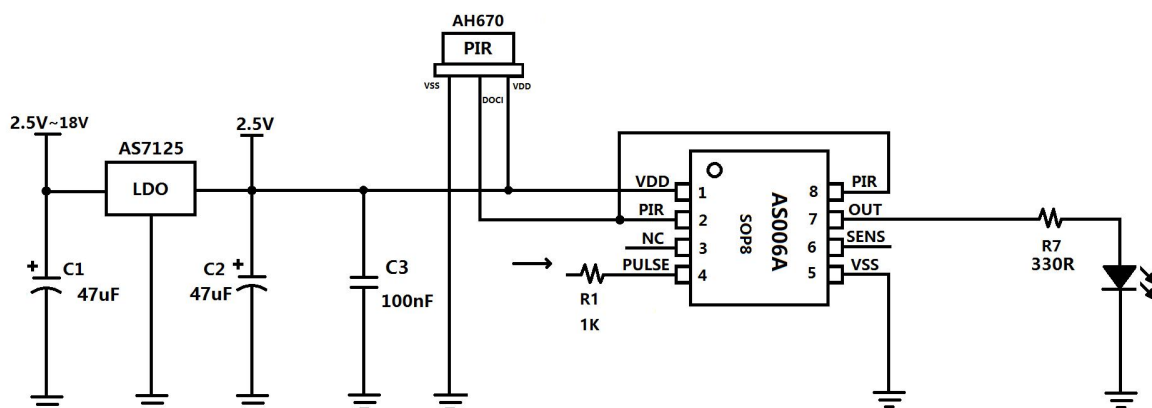 AH670
PIR
VSS
DOCI
VDD
2.5V~18V
AS7125
LDO
2.5V
C1
47uF
C2
47uF
C3
100nF
VDD
PIR
NC
PULSE
R1
1K
1
2
3
4
AS006A
SOP8
8
7
6
5
PIR
OUT
SENS
VSS
R7
330R
+
+